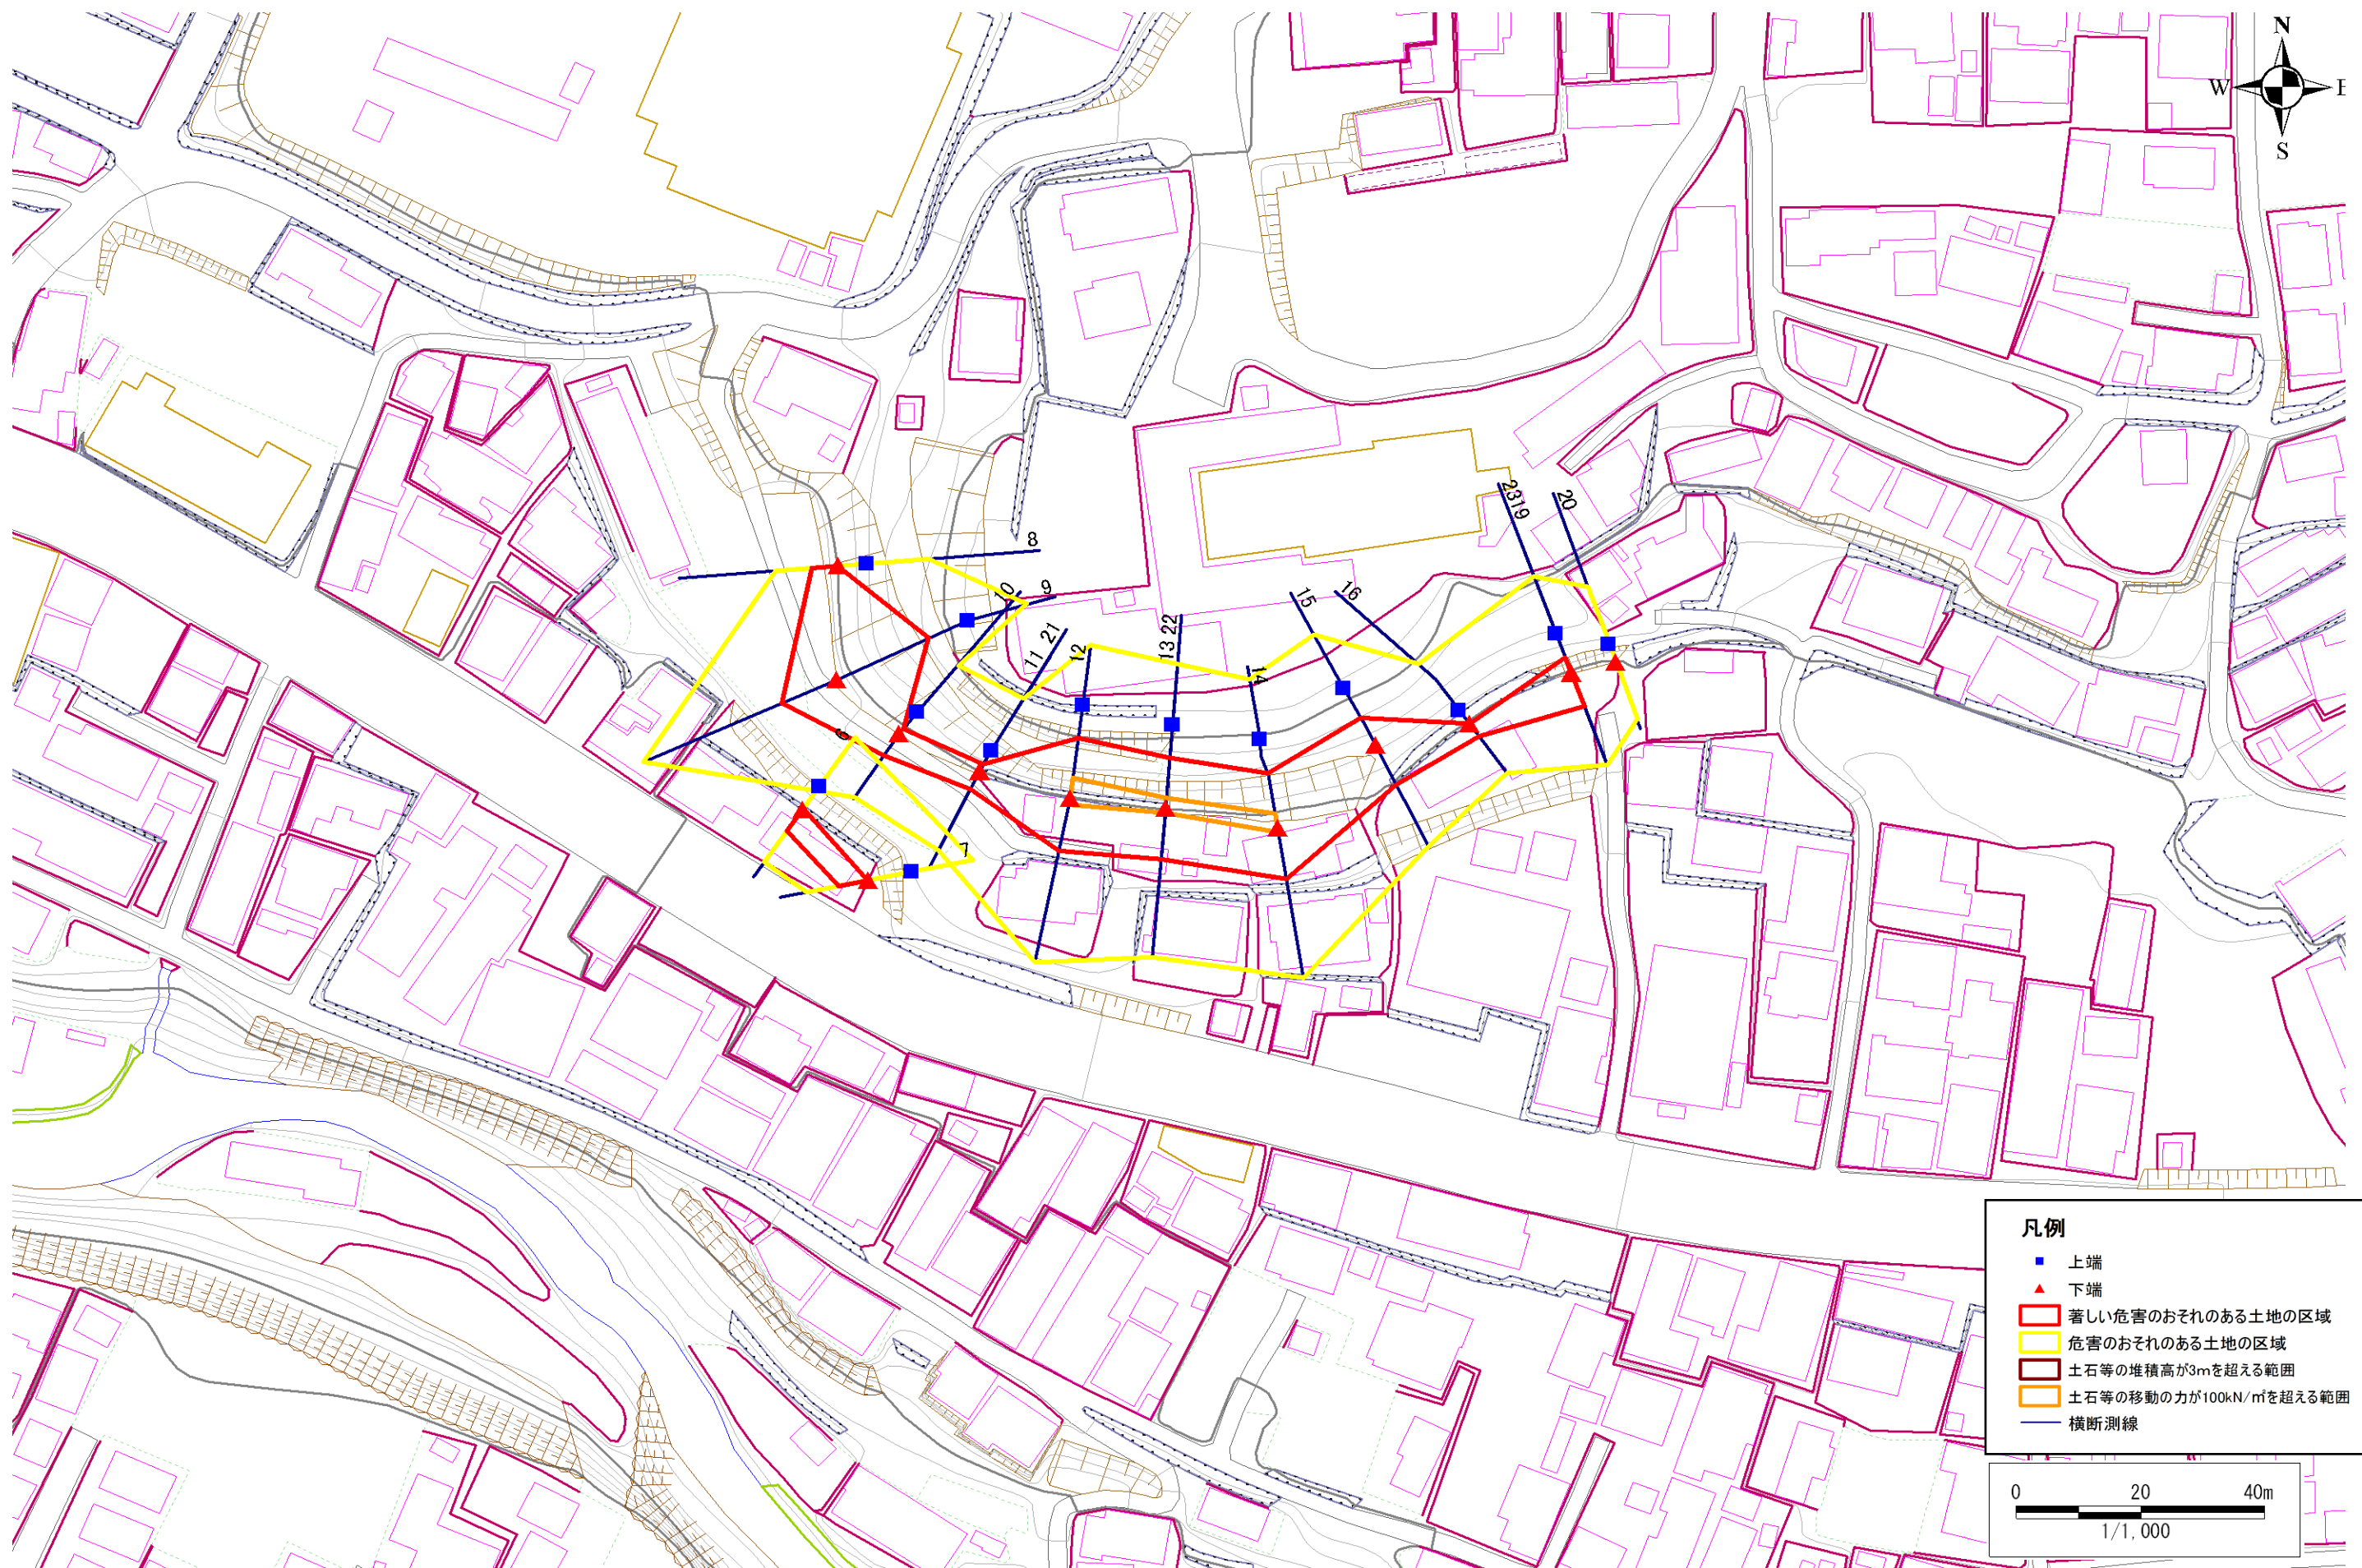 N
W
E
S
8
10
9
21
11
12
13 22
14
15
16
2319
20
6
7
凡例
上端
下端
著しい危害のおそれのある土地の区域
危害のおそれのある土地の区域
土石等の堆積高が3mを超える範囲
土石等の移動の力が100kN/㎡を超える範囲
横断測線
0 20 40m
1/1,000